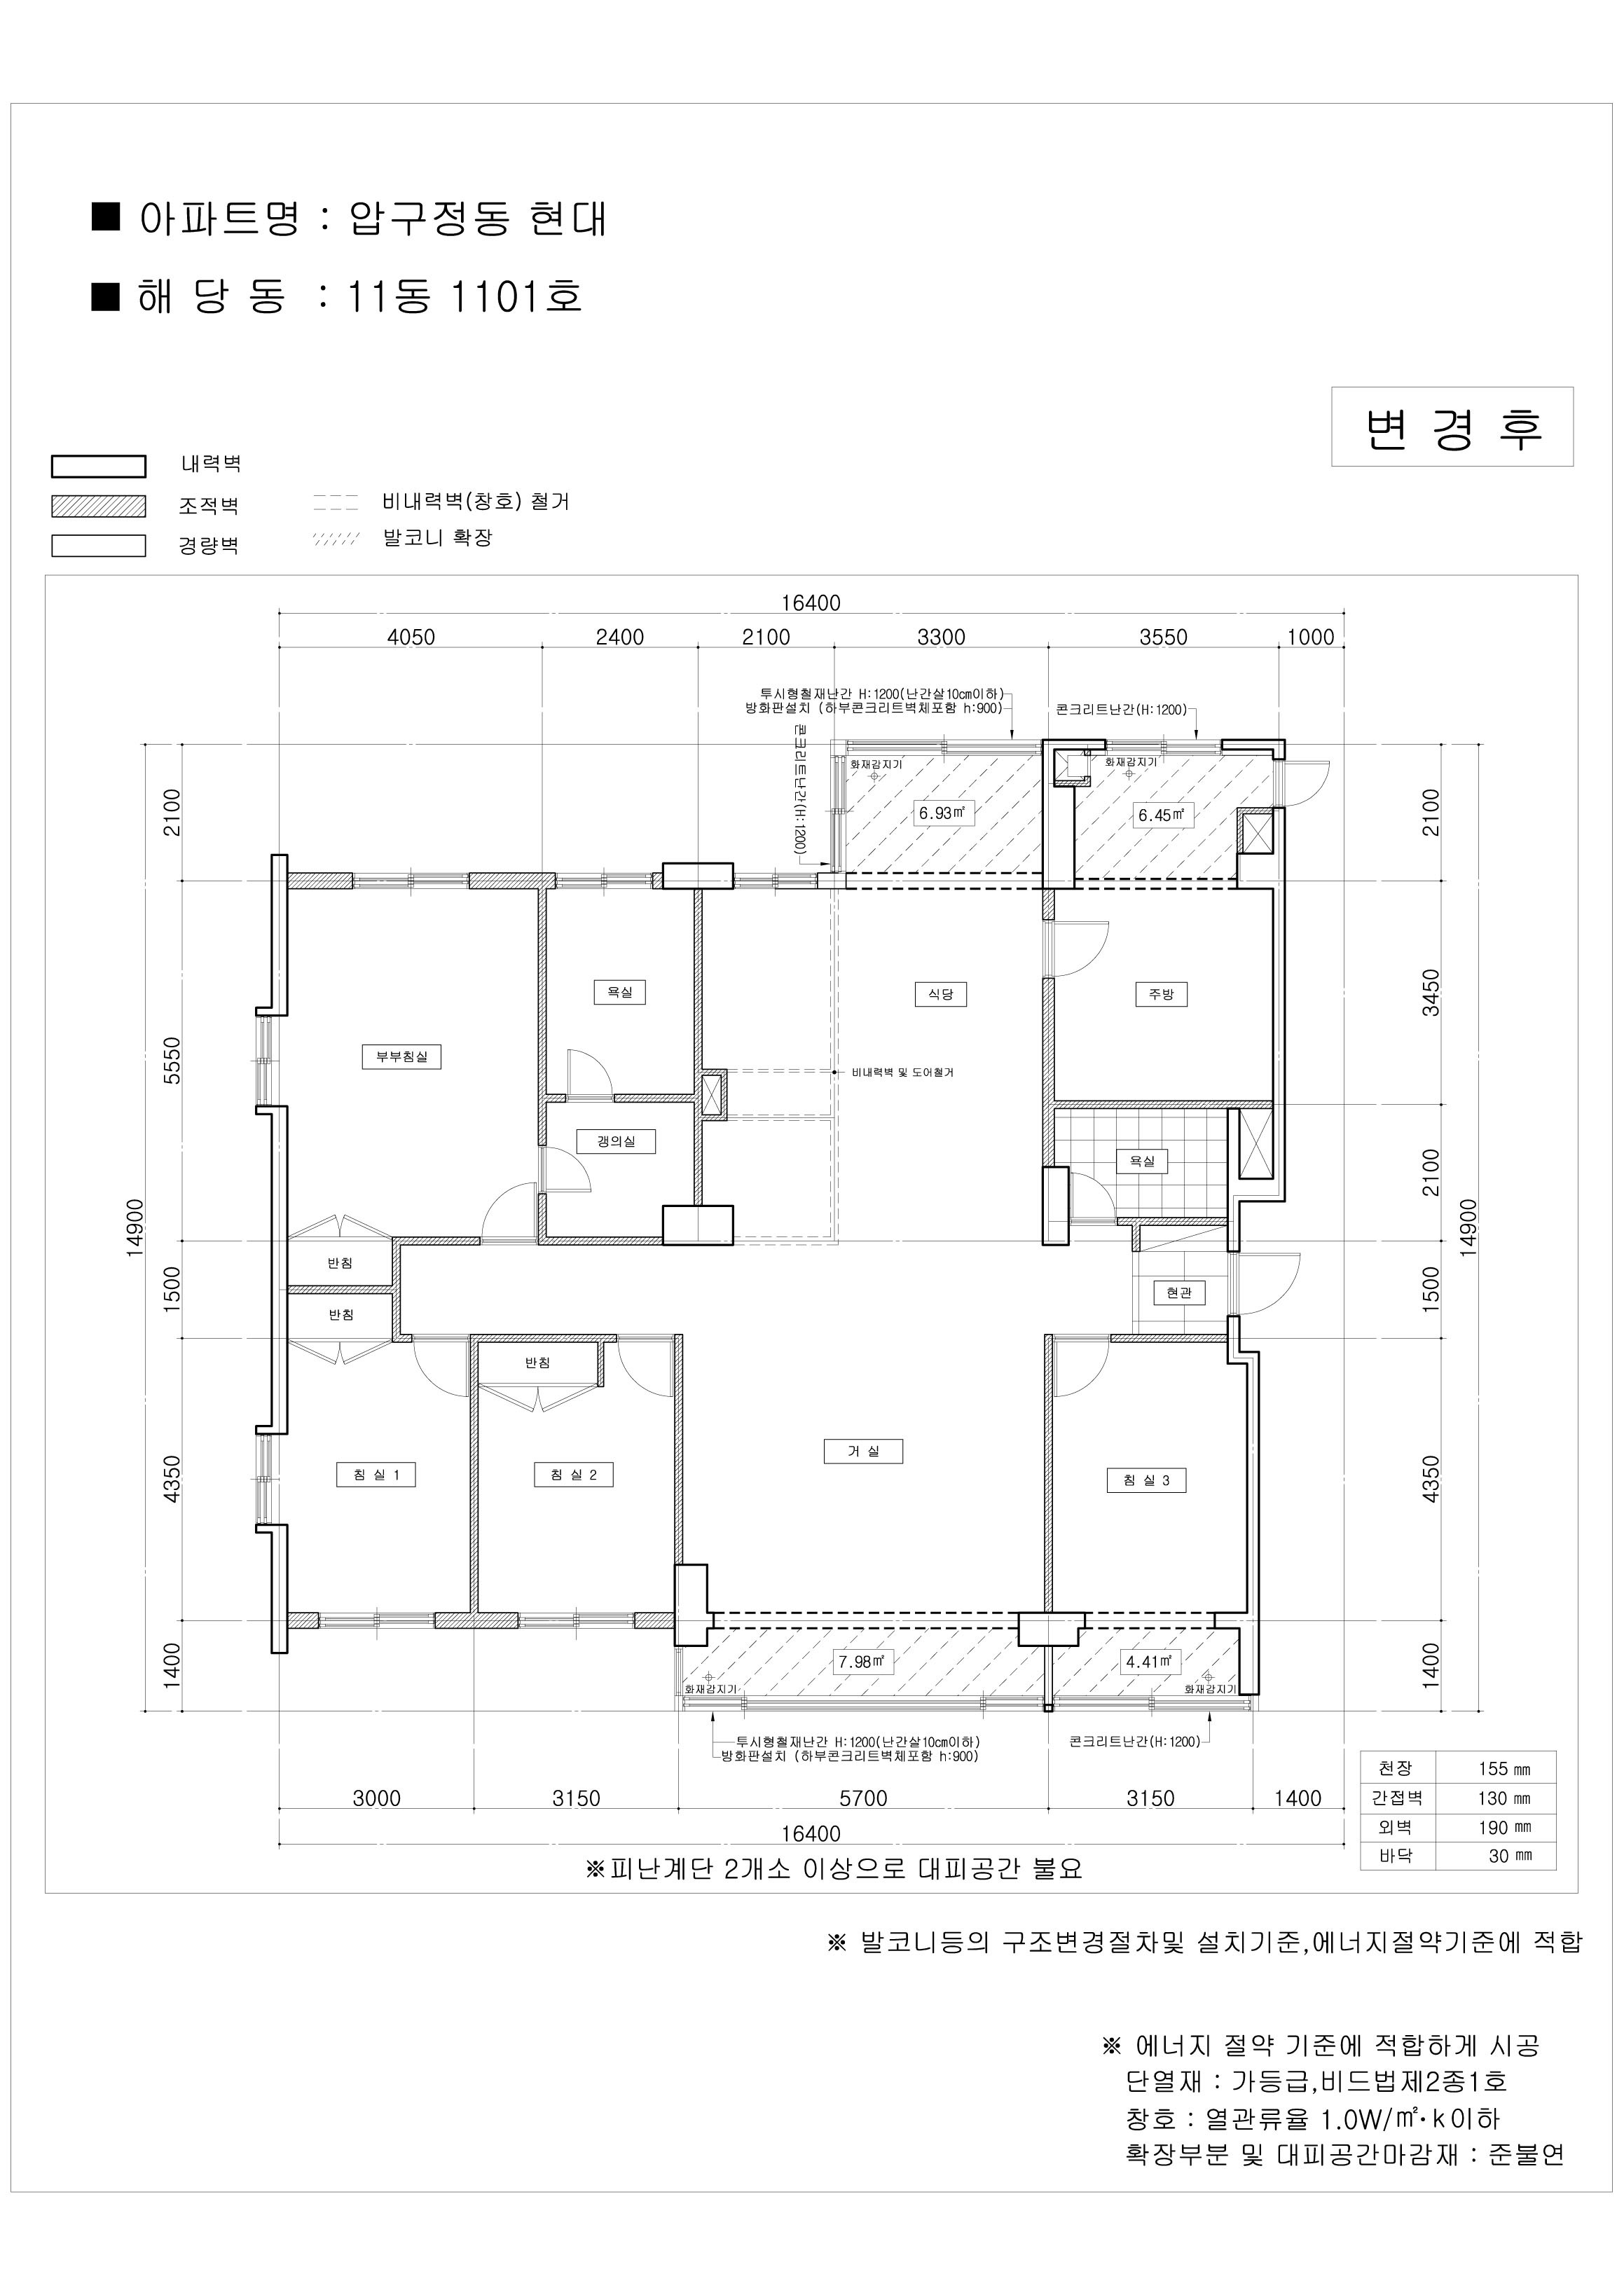 ■ 아파트명 : 압구정동 현대
■ 해 당 동 : 11동 1101호
변 경 후
내력벽
조적벽
경량벽
비내력벽(창호) 철거
발코니 확장
16400
4050 2400 2100 3300 3550 1000
투시형철재난간 H:1200(난간살10cm이하)
방화판설치 (하부콘크리트벽체포함 h:900)
콘크리트난간(H:1200)
콘크리트난간(H:1200)
화재감지기
화재감지기
6.93㎡
6.45㎡
2100
5550
1500
4350
1400
14900
2100
3450
2100
1500
4350
1400
14900
욕실
식당
주방
부부침실
비내력벽 및 도어철거
갱의실
욕실
반침
현관
반침
반침
거 실
침 실 1
침 실 2
침 실 3
7.98㎡
4.41㎡
화재감지기
화재감지기
투시형철재난간 H:1200(난간살10cm이하)
방화판설치 (하부콘크리트벽체포함 h:900)
콘크리트난간(H:1200)
3000 3150 5700 3150 1400
16400
천장 155 ㎜
간접벽 130 ㎜
외벽 190 ㎜
바닥 30 ㎜
※피난계단 2개소 이상으로 대피공간 불요
※ 발코니등의 구조변경절차및 설치기준,에너지절약기준에 적합
※ 에너지 절약 기준에 적합하게 시공
단열재 : 가등급,비드법제2종1호
창호 : 열관류율 1.0W/㎡·k이하
확장부분 및 대피공간마감재 : 준불연